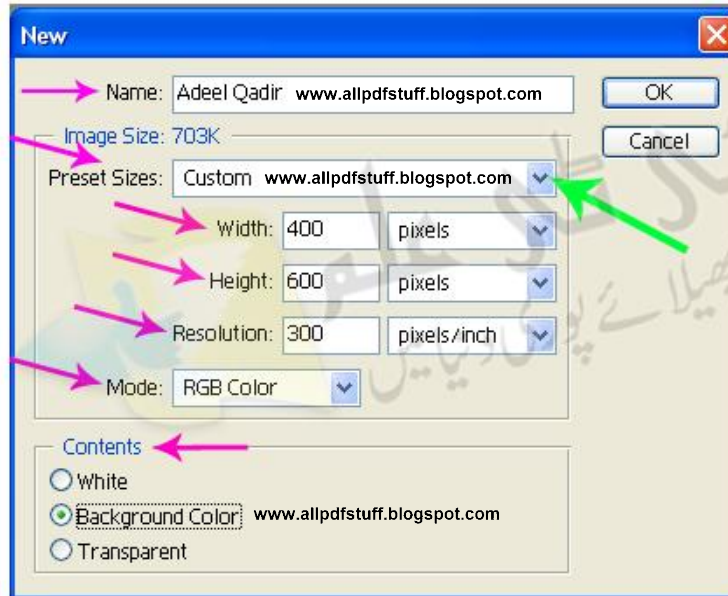 New
Name: Adeel Qadir www.allpdfstuff.blogspot.com
OK
Image Size: 703K
Cancel
Preset Sizes: Custom www.allpdfstuff.blogspot.com
Width: 400 pixels
Height: 600 pixels
Resolution: 300 pixels/inch
Mode: RGB Color
Contents
White
Background Color www.allpdfstuff.blogspot.com
Transparent